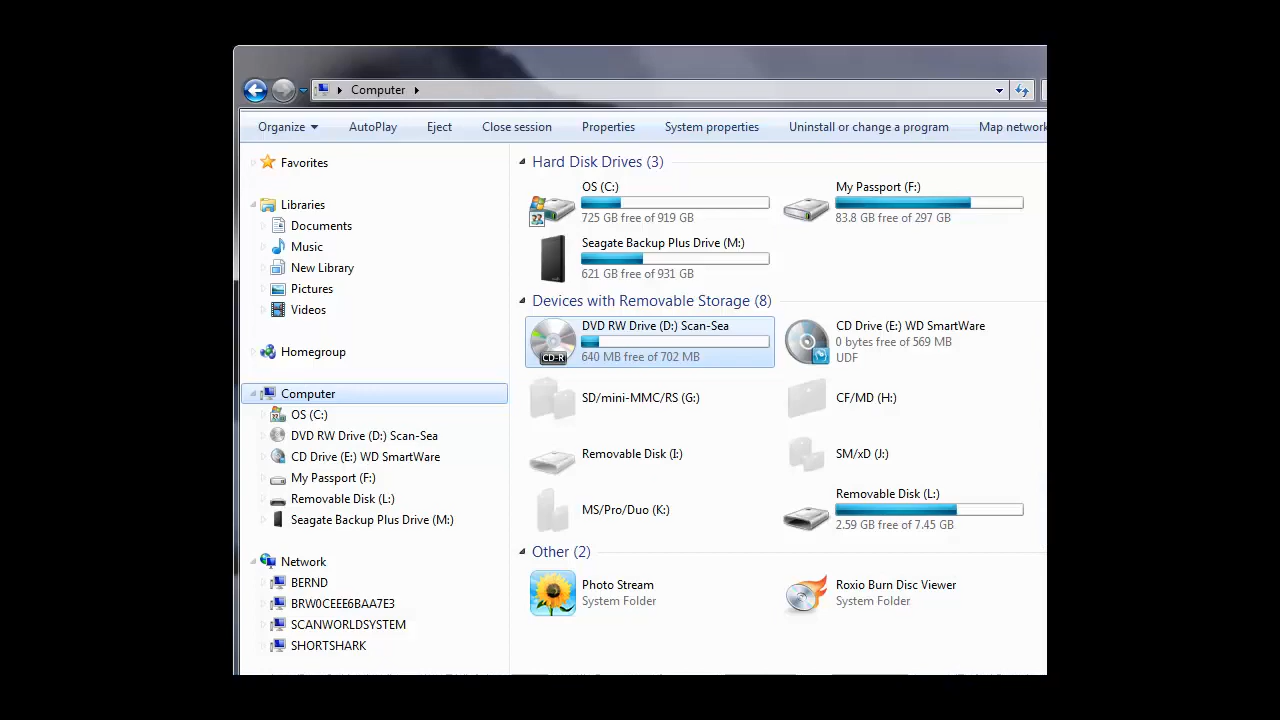 Computer
Organize AutoPlay Eject Close session Properties System properties Uninstall or change a program Map network
Favorites
Libraries
Documents
Music
New Library
Pictures
Videos
Homegroup
Computer
OS (C:)
DVD RW Drive (D:) Scan-Sea
CD Drive (E:) WD SmartWare
My Passport (F:)
Removable Disk (L:)
Seagate Backup Plus Drive (M:)
Network
BERND
BRW0CEEE6BAA7E3
SCANWORLDSYSTEM
SHORTSHARK
Hard Disk Drives (3)
OS (C:)
725 GB free of 919 GB
My Passport (F:)
83.8 GB free of 297 GB
Seagate Backup Plus Drive (M:)
621 GB free of 931 GB
Devices with Removable Storage (8)
DVD RW Drive (D:) Scan-Sea
CD-R
640 MB free of 702 MB
CD Drive (E:) WD SmartWare
0 bytes free of 569 MB
UDF
SD/mini-MMC/RS (G:)
CF/MD (H:)
Removable Disk (I:)
SM/xD (J:)
MS/Pro/Duo (K:)
Removable Disk (L:)
2.59 GB free of 7.45 GB
Other (2)
Photo Stream
System Folder
Roxio Burn Disc Viewer
System Folder